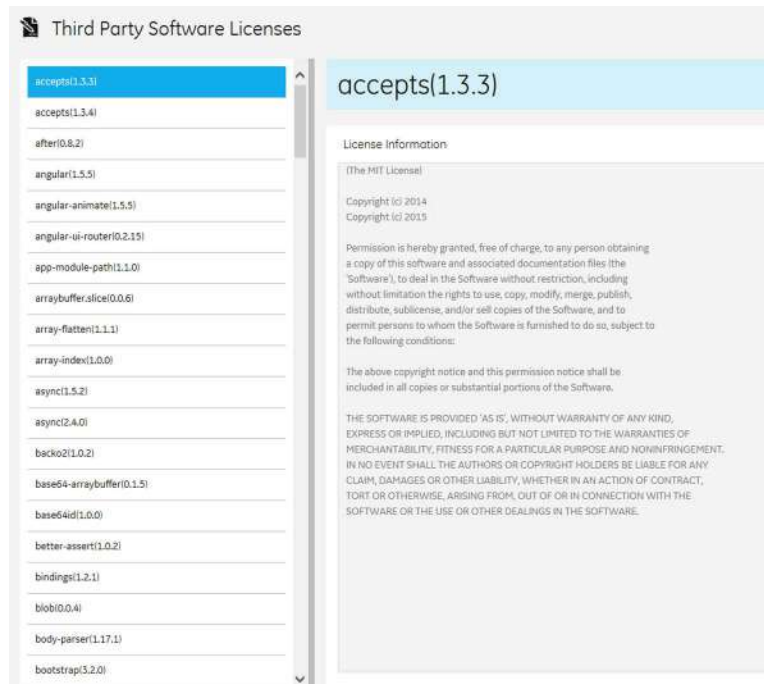 Third Party Software Licenses
accepts(1.3.3)
accepts(1.3.4)
after(0.8.2)
angular(1.5.5)
angular-animate(1.5.5)
angular-ui-router(0.2.15)
app-module-path(1.1.0)
arraybuffer.slice(0.0.6)
array-flatten(1.1.1)
array-index(1.0.0)
async(1.5.2)
async(2.4.0)
backo2(1.0.2)
base64-arraybuffer(0.1.5)
base64id(1.0.0)
better-assert(1.0.2)
bindings(1.2.1)
blob(0.0.4)
body-parser(1.17.1)
bootstrap(3.2.0)
accepts(1.3.3)
License Information
(The MIT License)
Copyright (c) 2014
Copyright (c) 2015
Permission is hereby granted, free of charge, to any person obtaining
a copy of this software and associated documentation files (the
'Software'), to deal in the Software without restriction, including
without limitation the rights to use, copy, modify, merge, publish,
distribute, sublicense, and/or sell copies of the Software, and to
permit persons to whom the Software is furnished to do so, subject to
the following conditions:
The above copyright notice and this permission notice shall be
included in all copies or substantial portions of the Software.
THE SOFTWARE IS PROVIDED 'AS IS', WITHOUT WARRANTY OF ANY KIND,
EXPRESS OR IMPLIED, INCLUDING BUT NOT LIMITED TO THE WARRANTIES OF
MERCHANTABILITY, FITNESS FOR A PARTICULAR PURPOSE AND NONINFRINGEMENT.
IN NO EVENT SHALL THE AUTHORS OR COPYRIGHT HOLDERS BE LIABLE FOR ANY
CLAIM, DAMAGES OR OTHER LIABILITY, WHETHER IN AN ACTION OF CONTRACT,
TORT OR OTHERWISE, ARISING FROM, OUT OF OR IN CONNECTION WITH THE
SOFTWARE OR THE USE OR OTHER DEALINGS IN THE SOFTWARE.